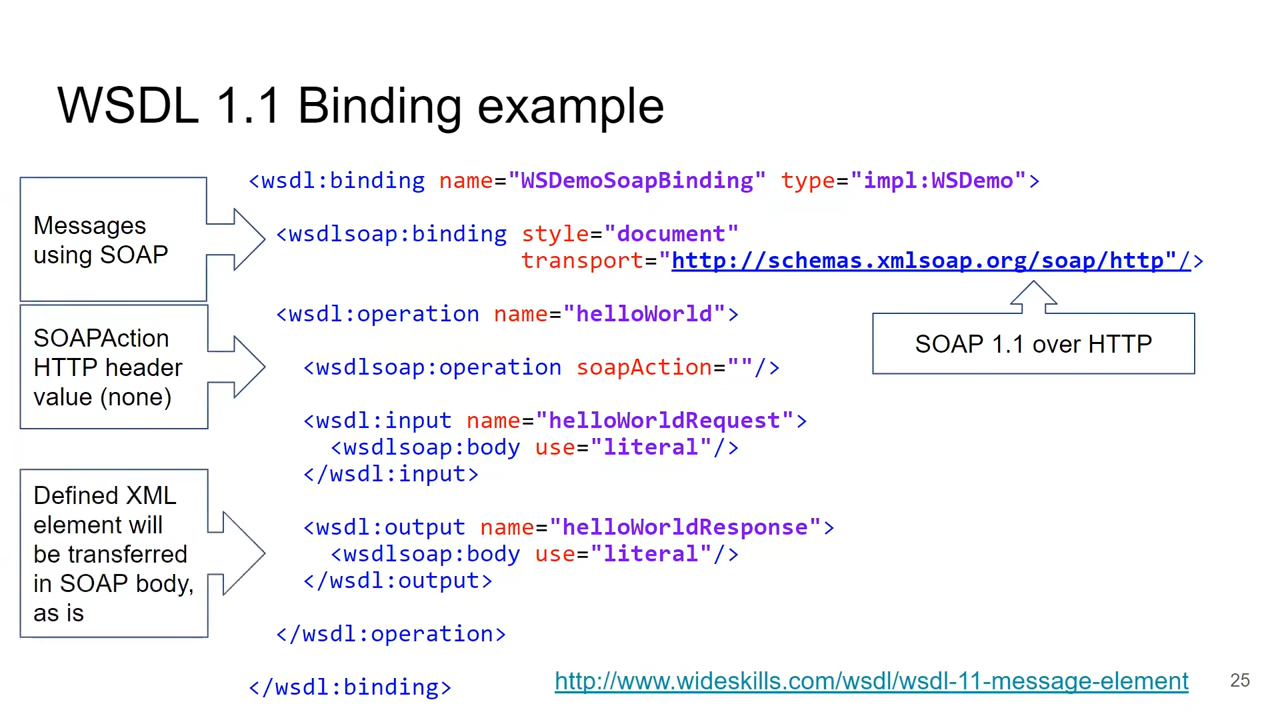 WSDL 1.1 Binding example
<wsdl:binding name="WSDemoSoapBinding" type="impl:WSDemo">
Messages
using SOAP
<wsdlsoap:binding style="document"
transport="http://schemas.xmlsoap.org/soap/http"/>
SOAP 1.1 over HTTP
<wsdl:operation name="helloWorld">
SOAPAction
HTTP header
value (none)
<wsdlsoap:operation soapAction=""/>
<wsdl:input name="helloWorldRequest">
<wsdlsoap:body use="literal"/>
</wsdl:input>
Defined XML
element will
be transferred
in SOAP body,
as is
<wsdl:output name="helloWorldResponse">
<wsdlsoap:body use="literal"/>
</wsdl:output>
</wsdl:operation>
</wsdl:binding>
http://www.wideskills.com/wsdl/wsdl-11-message-element
25